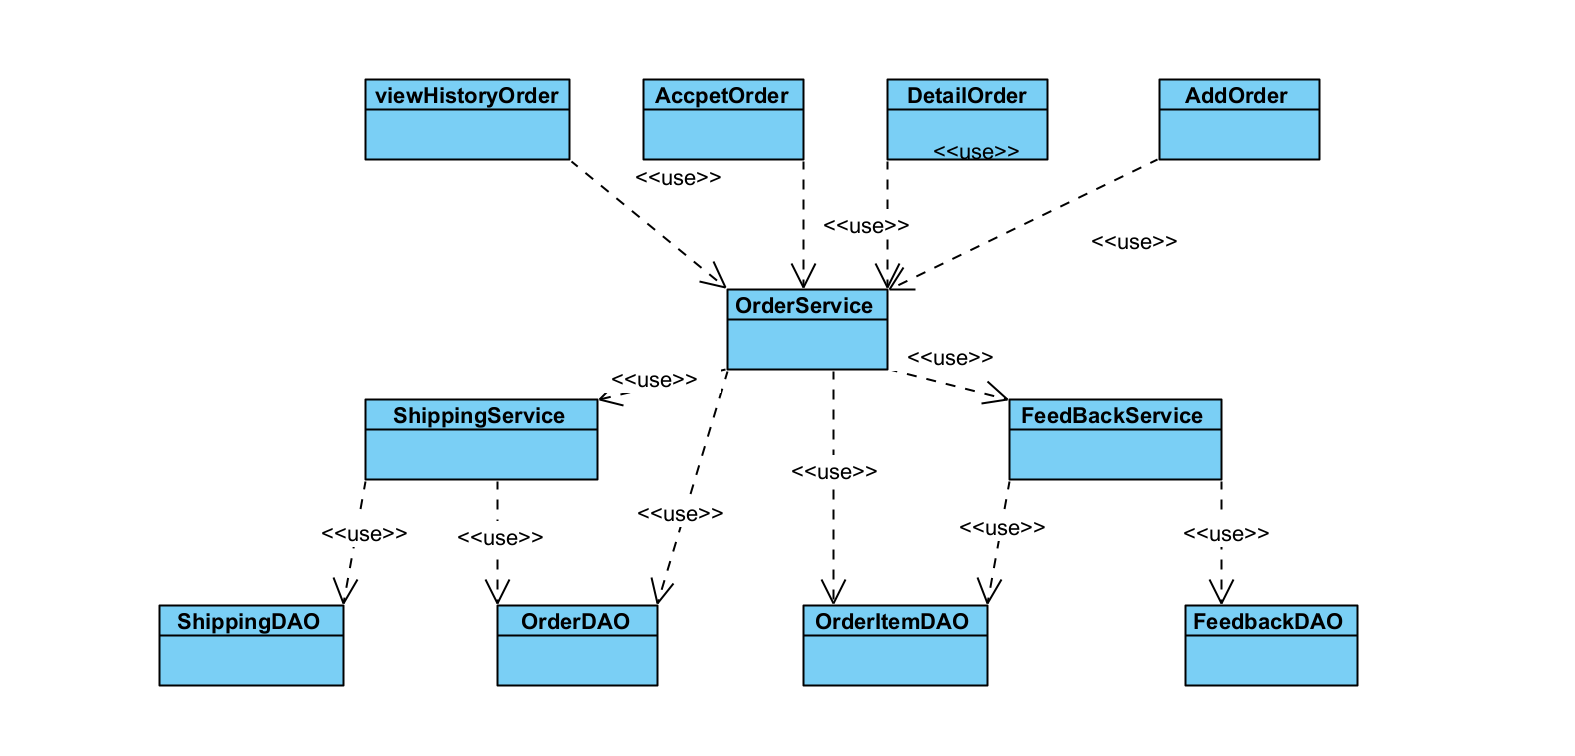 viewHistoryOrder
AccpetOrder
DetailOrder
AddOrder
<<use>>
<<use>>
<<use>>
<<use>>
OrderService
<<use>>
<<use>>
ShippingService
FeedBackService
<<use>>
<<use>>
<<use>>
<<use>>
<<use>>
<<use>>
ShippingDAO
OrderDAO
OrderItemDAO
FeedbackDAO